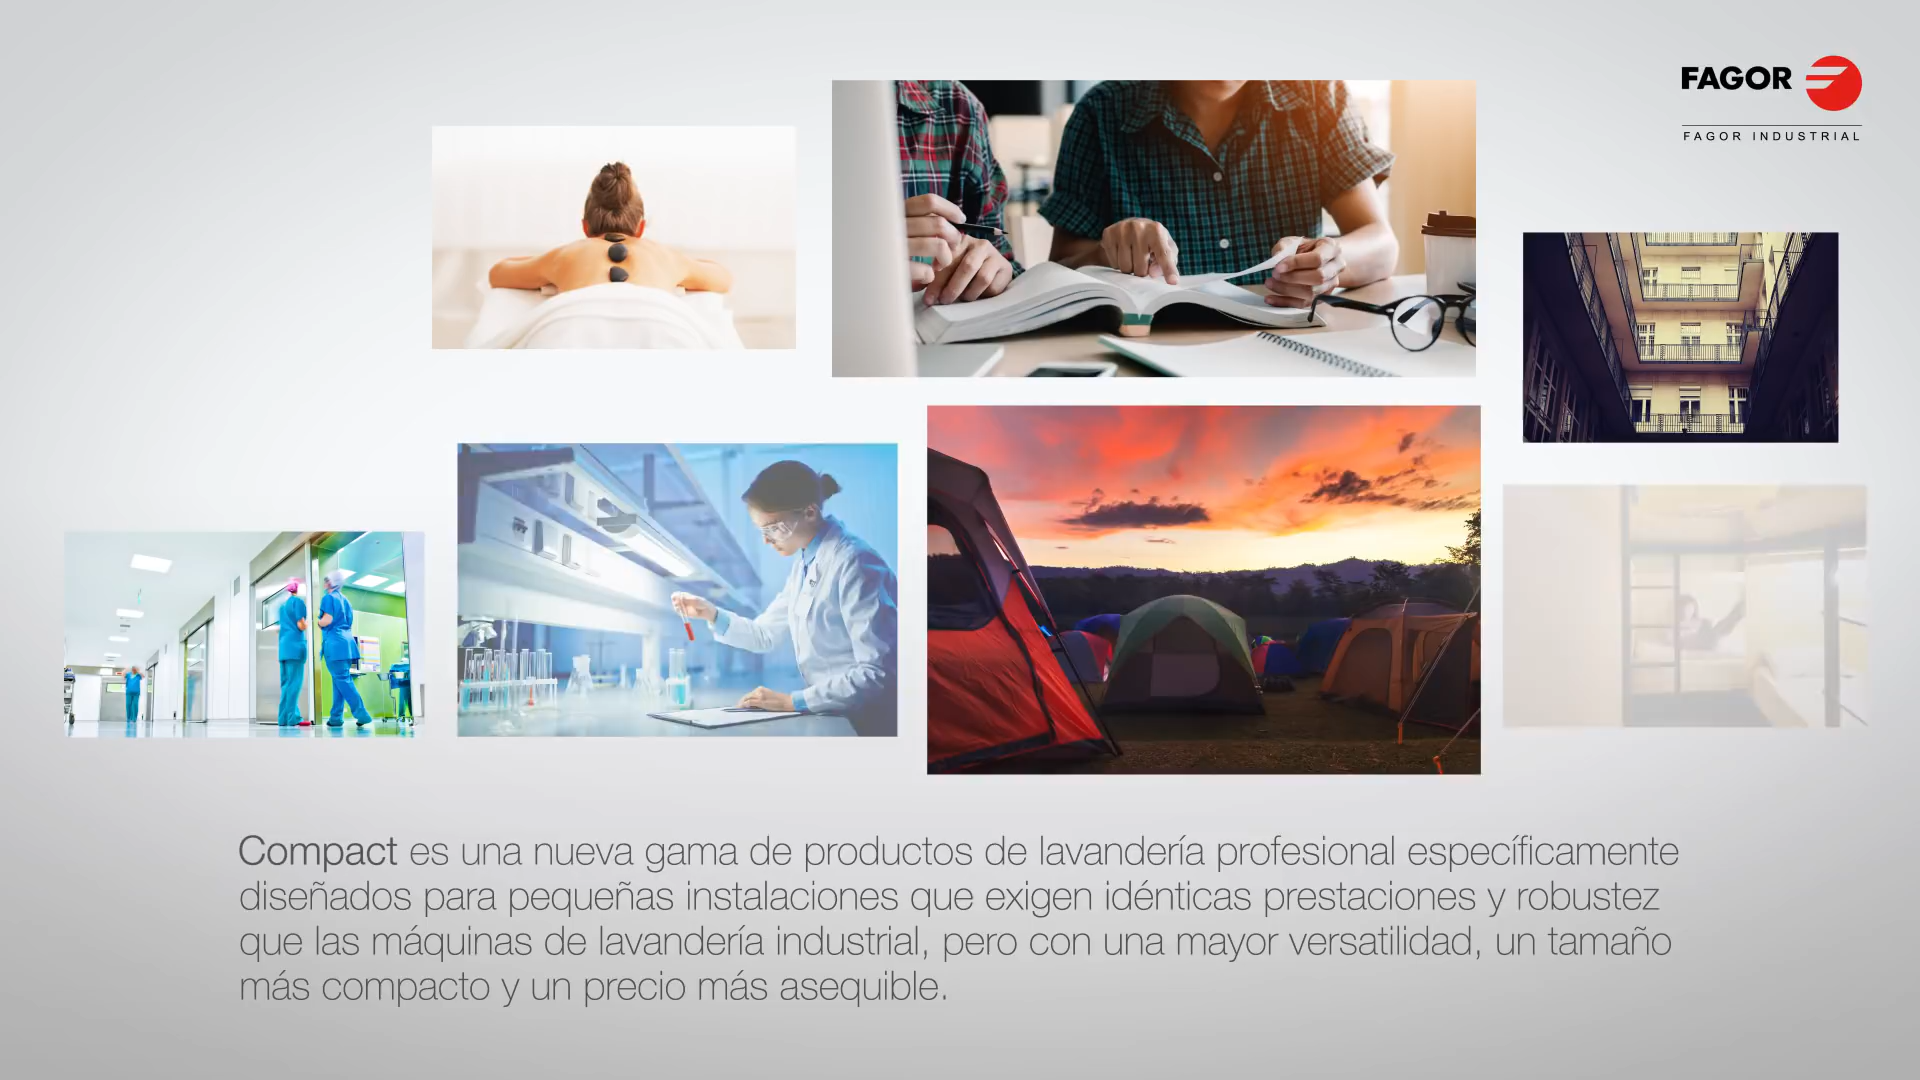 FAGOR
FAGOR INDUSTRIAL
Compact es una nueva gama de productos de lavandería profesional específicamente
diseñados para pequeñas instalaciones que exigen idénticas prestaciones y robustez
que las máquinas de lavandería industrial, pero con una mayor versatilidad, un tamaño
más compacto y un precio más asequible.